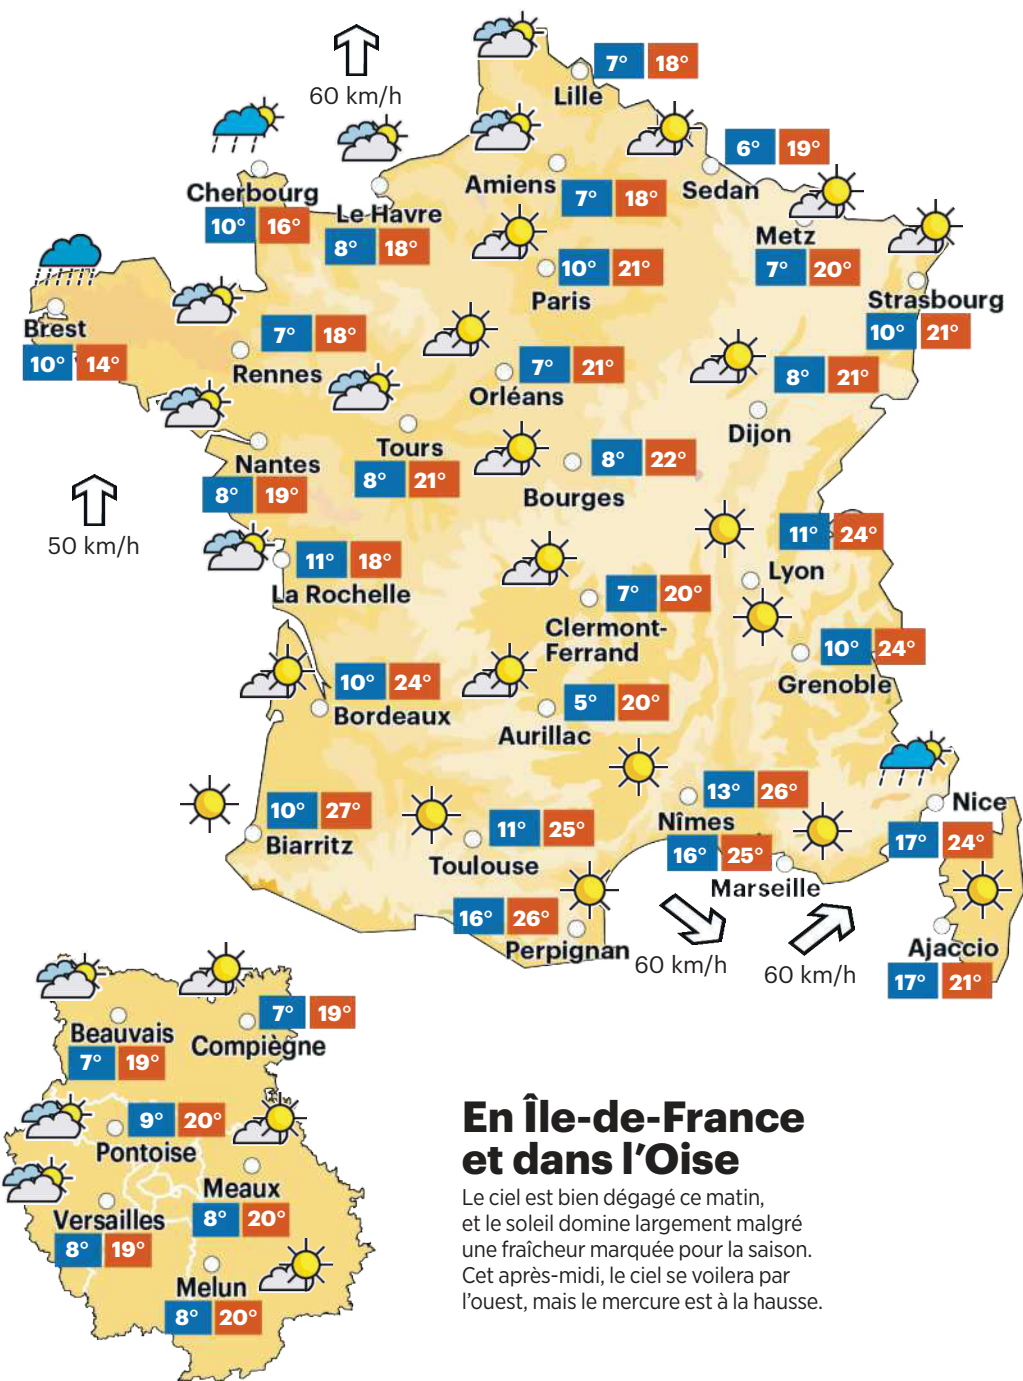 7° 18°
Lille
60 km/h
Cherbourg
10° 16°
Le Havre
8° 18°
Amiens
7° 18°
6° 19°
Sedan
Metz
7° 20°
Strasbourg
10° 21°
10° 21°
Paris
Brest
10° 14°
7° 18°
Rennes
7° 21°
Orléans
8° 21°
Dijon
Nantes
8° 19°
Tours
8° 21°
8° 22°
Bourges
50 km/h
11° 18°
La Rochelle
11° 24°
Lyon
7° 20°
Clermont-
Ferrand
10° 24°
Grenoble
10° 24°
Bordeaux
5° 20°
Aurillac
10° 27°
Biarritz
11° 25°
Toulouse
13° 26°
Nîmes
16° 25°
Marseille
Nice
17° 24°
16° 26°
Perpignan
60 km/h
60 km/h
Ajaccio
17° 21°
Beauvais
7° 19°
7° 19°
Compiègne
9° 20°
Pontoise
Meaux
8° 20°
Versailles
8° 19°
Melun
8° 20°
En Île-de-France
et dans l'Oise
Le ciel est bien dégagé ce matin,
et le soleil domine largement malgré
une fraîcheur marquée pour la saison.
Cet après-midi, le ciel se voilera par
l'ouest, mais le mercure est à la hausse.